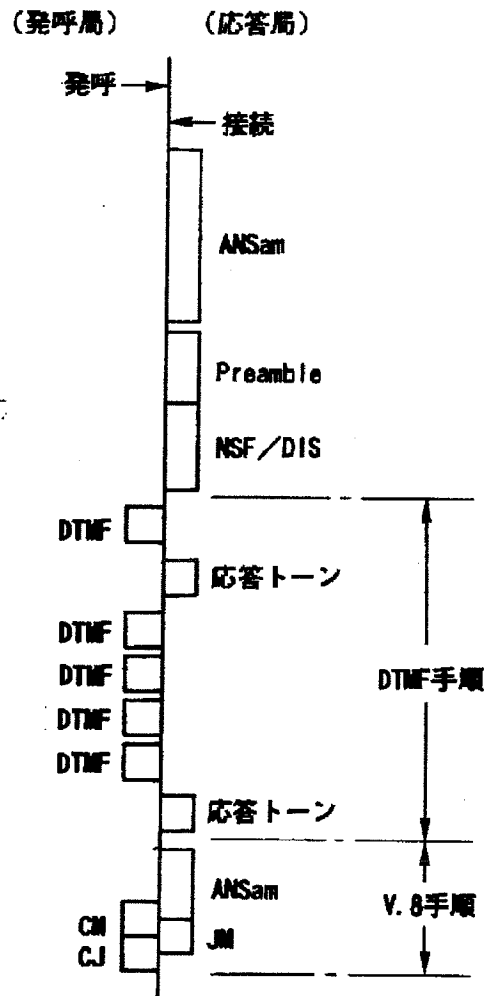 （発呼局）　（応答局）
発呼
接続
ANSam
Preamble
NSF／DIS
DTMF
応答トーン
DTMF
DTMF
DTMF手順
DTMF
DTMF
応答トーン
ANSam
V.8手順
CM
JM
CJ